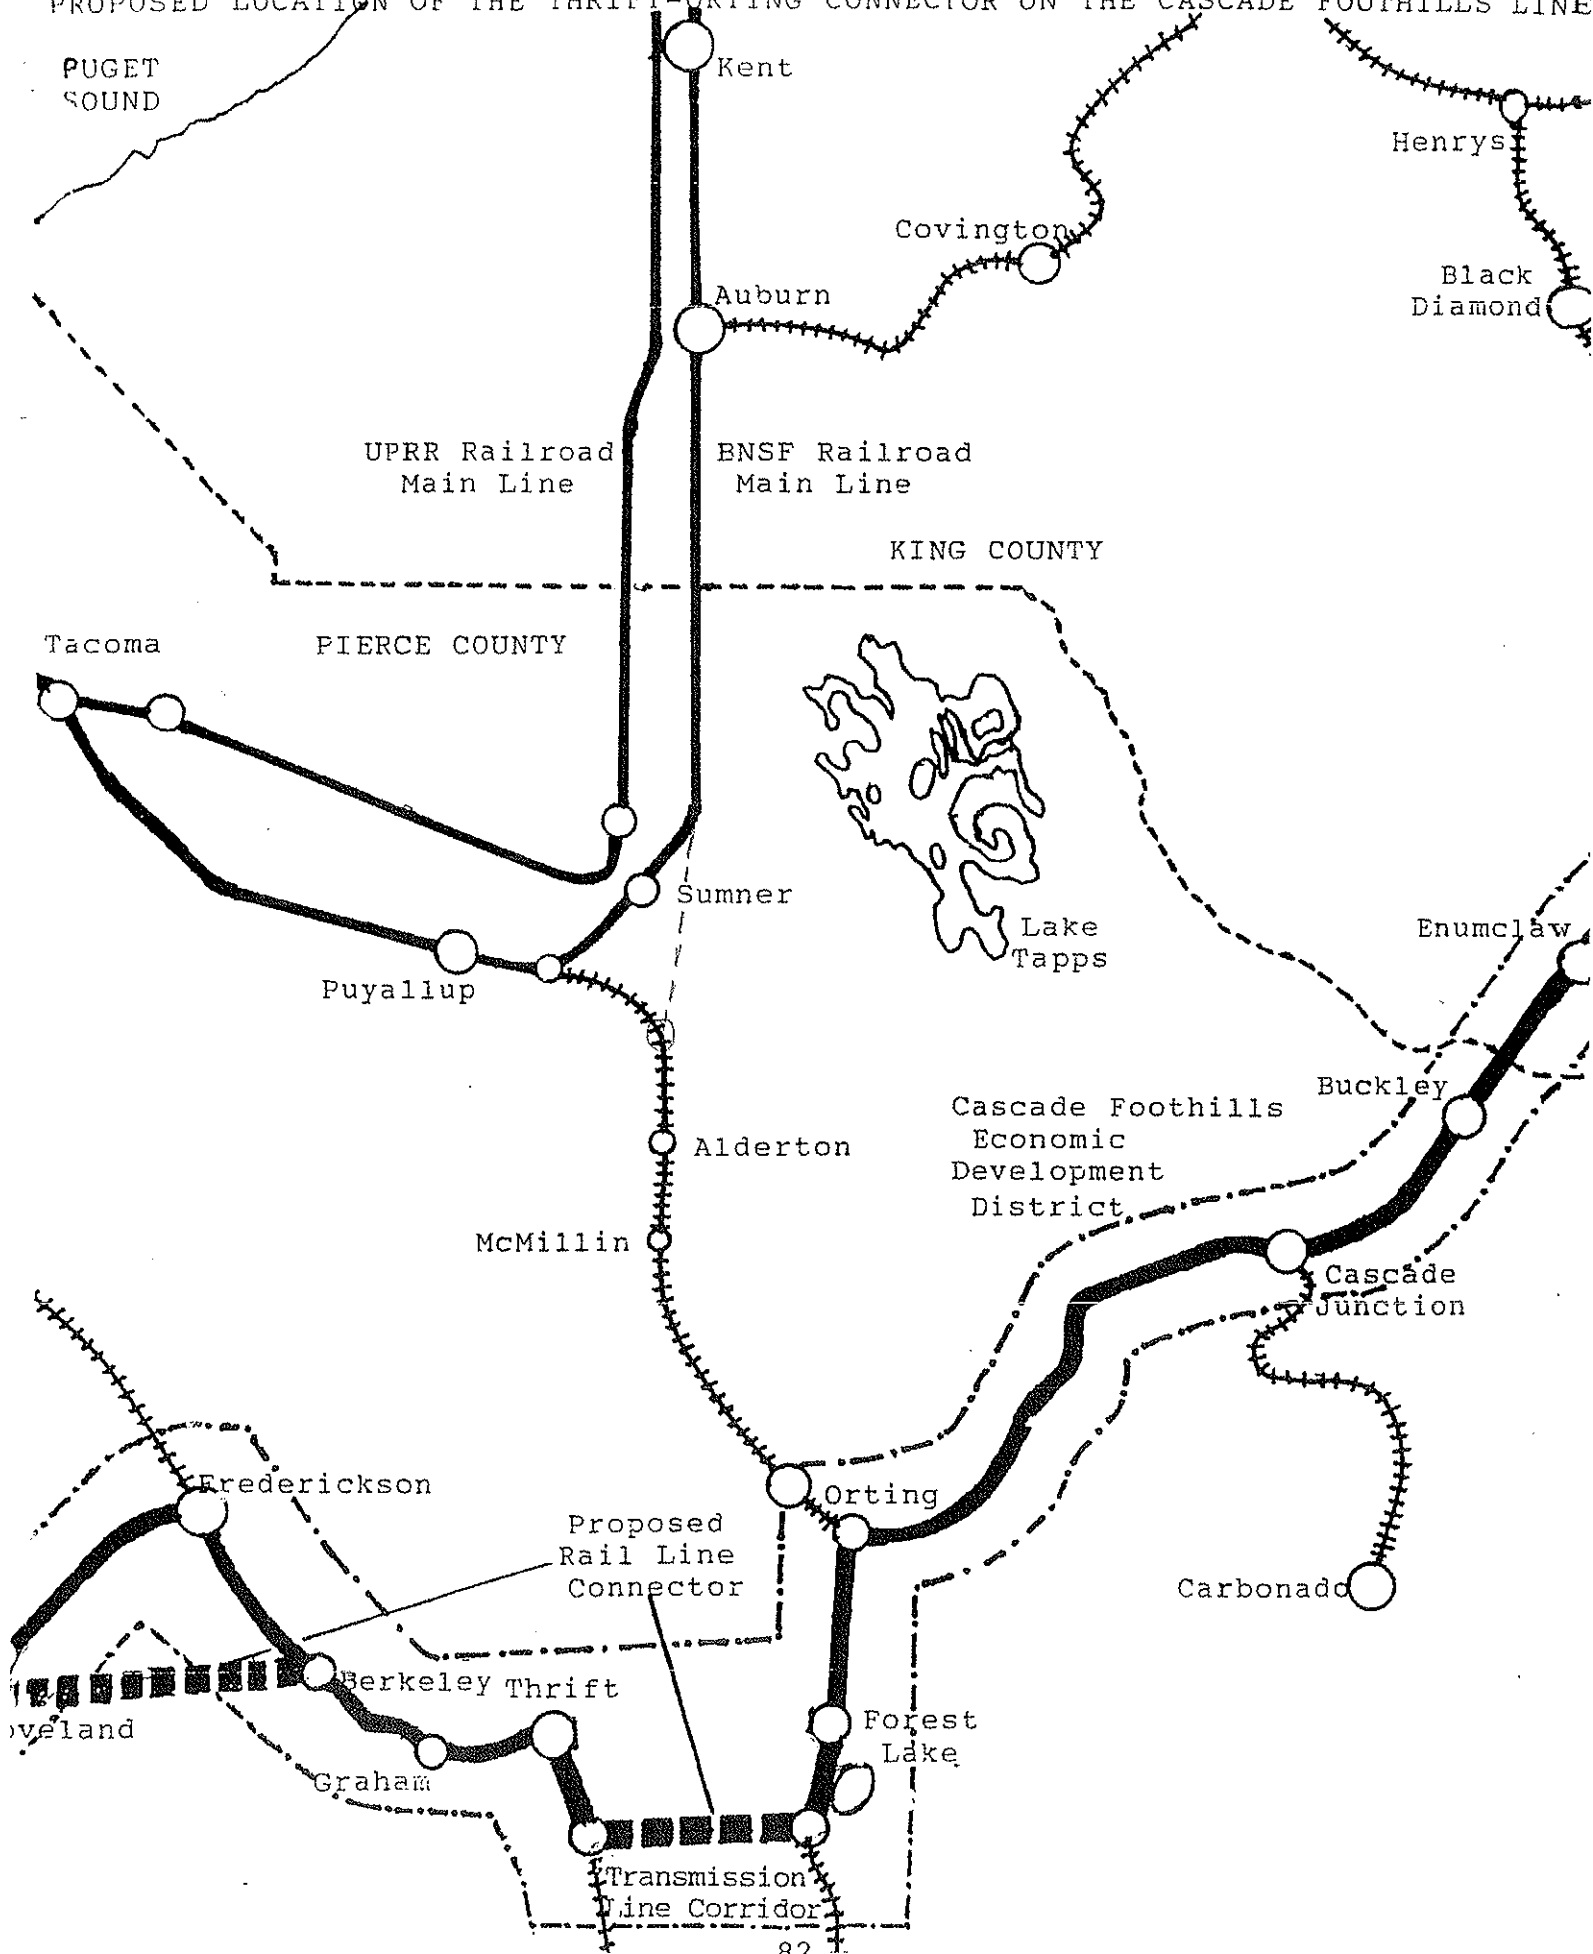 PROPOSED LOCATION OF THE THRIFT-ORTING CONNECTOR ON THE CASCADE FOOTHILLS LINE
PUGET
SOUND
Kent
Henrys
Covington
Auburn
Black
Diamond
UPRR Railroad
Main Line
BNSF Railroad
Main Line
KING COUNTY
Tacoma
PIERCE COUNTY
Sumner
Lake
Tapps
Enumclaw
Puyallup
Buckley
Cascade Foothills
Economic
Development
District
Alderton
McMillin
Cascade
Junction
Frederickson
Orting
Proposed
Rail Line
Connector
Carbonado
Berkeley
Thrift
Forest
Lake
oveland
Graham
Transmission
Line Corridor
82